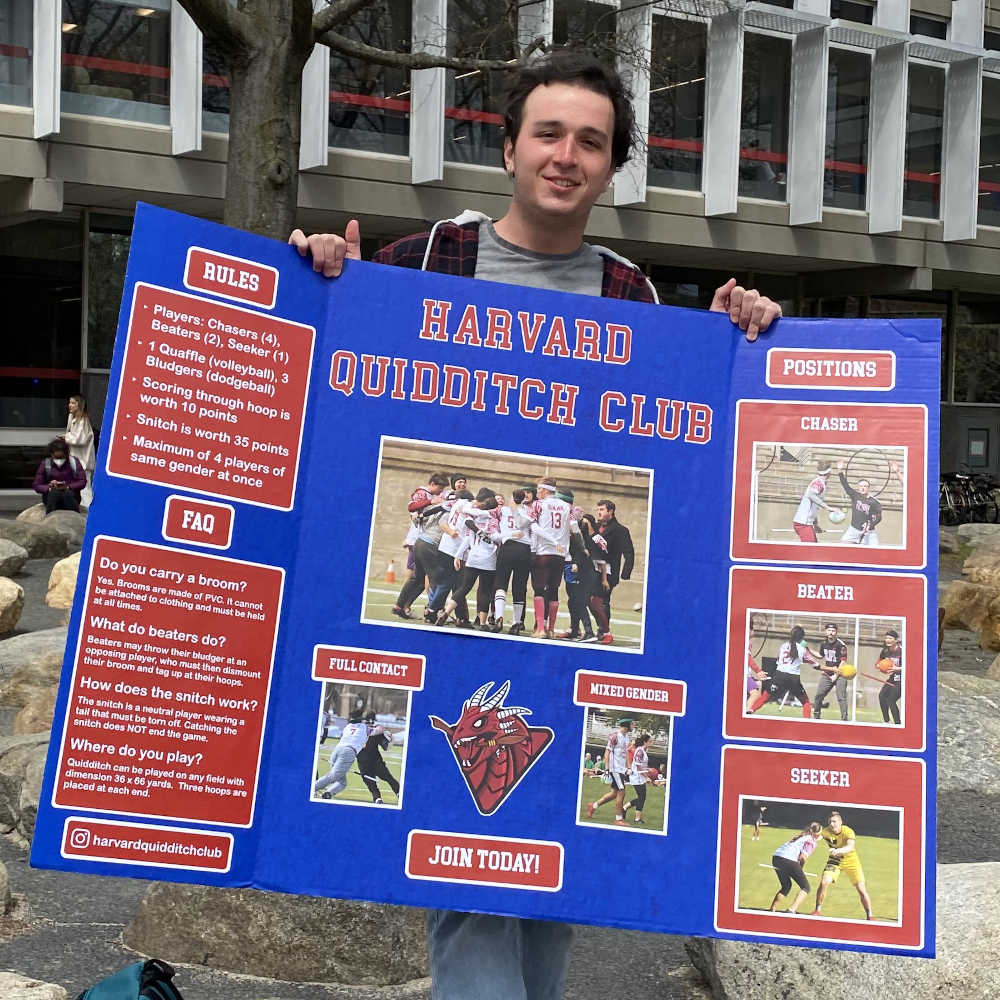 RULES
‣ Players: Chasers (4),
Beaters (2), Seeker (1)
‣ 1 Quaffle (volleyball), 3
Bludgers (dodgeball)
‣ Scoring through hoop is
worth 10 points
‣ Snitch is worth 35 points
‣ Maximum of 4 players of
same gender at once
FAQ
Do you carry a broom?
Yes. Brooms are made of PVC. It cannot
be attached to clothing and must be held
at all times.
What do beaters do?
Beaters may throw their bludger at an
opposing player, who must then dismount
their broom and tag up at their hoops.
How does the snitch work?
The snitch is a neutral player wearing a
tail that must be torn off. Catching the
snitch does NOT end the game.
Where do you play?
Quidditch can be played on any field with
dimension 36 x 66 yards. Three hoops are
placed at each end.
harvardquidditchclub
HARVARD
QUIDDITCH CLUB
5
13
FULL CONTACT
7
MIXED GENDER
JOIN TODAY!
POSITIONS
CHASER
BEATER
2
SEEKER